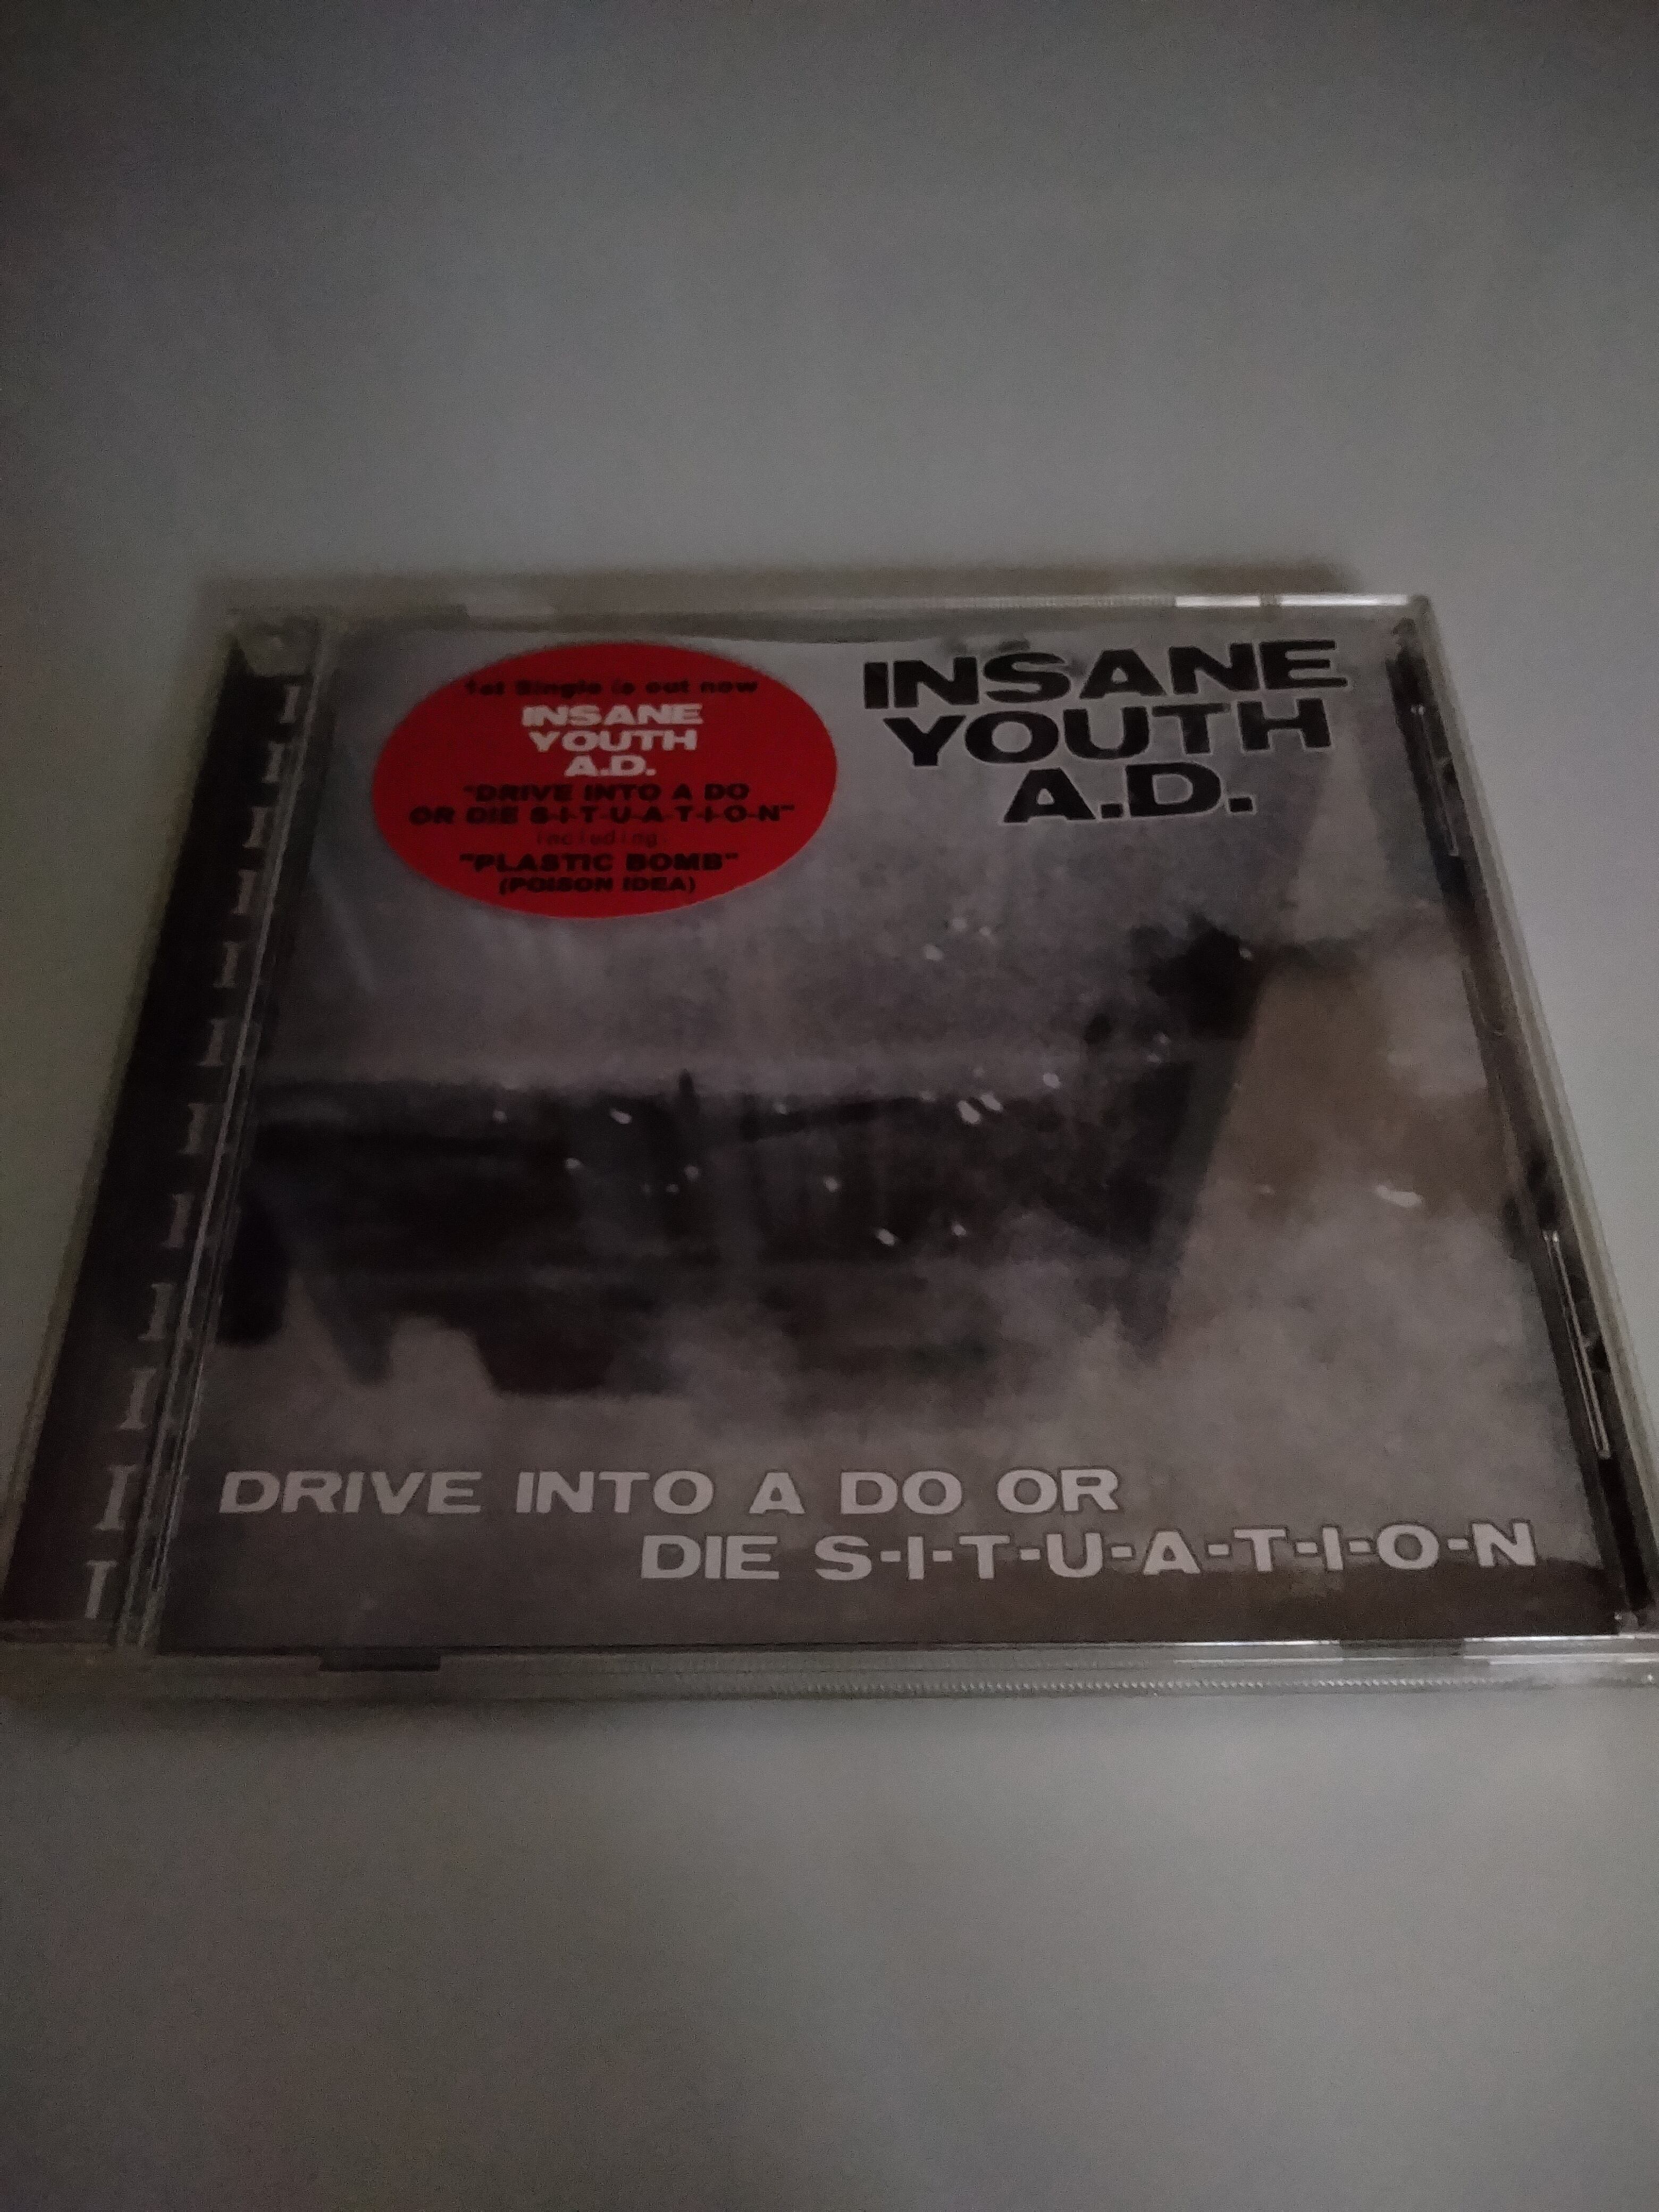 1st Single is out now
INSANE
YOUTH
A.D.
"DRIVE INTO A DO
OR DIE S-I-T-U-A-T-I-O-N"
including:
"PLASTIC BOMB"
(POISON IDEA)
INSANE
YOUTH
A.D.
DRIVE INTO A DO OR
DIE S-I-T-U-A-T-I-O-N